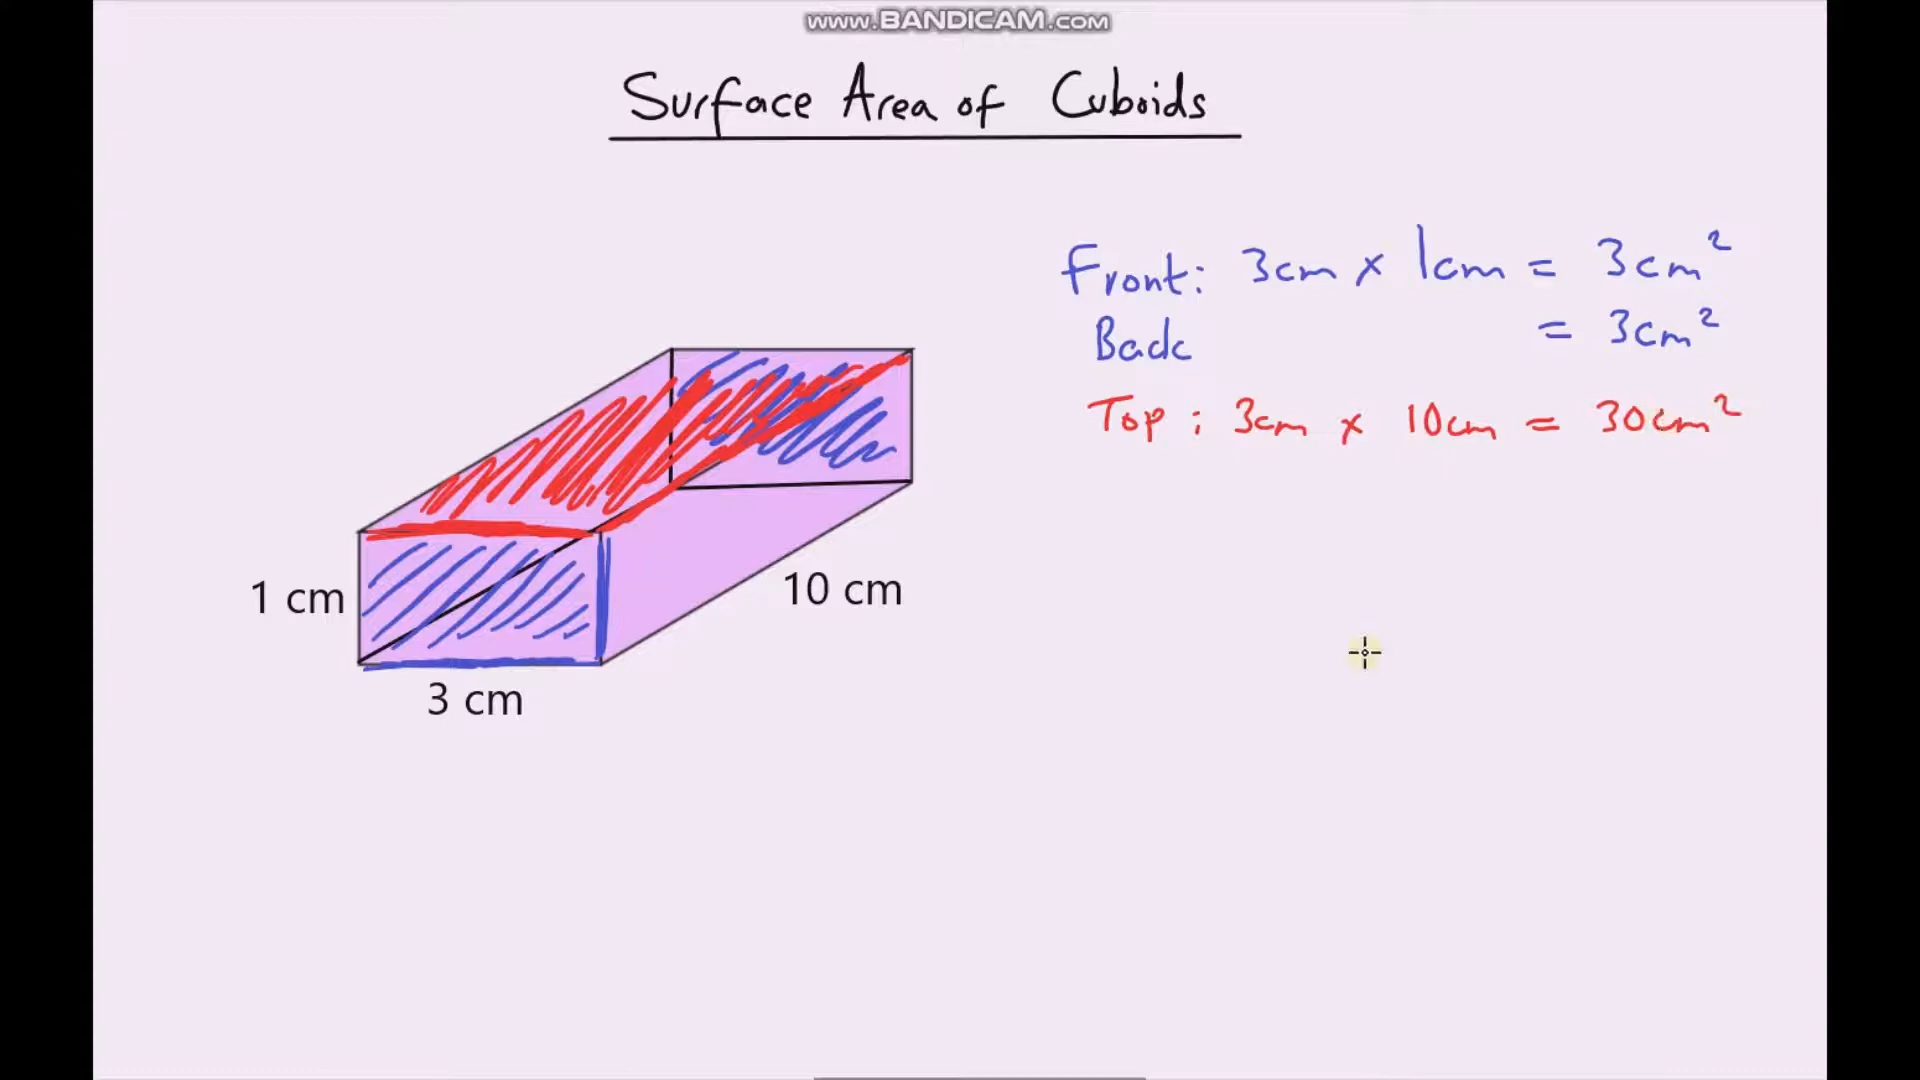 www.BANDICAM.com
Surface Area of Cuboids
Front: 3cm x 1cm = 3cm²
Back = 3cm²
Top : 3cm x 10cm = 30cm²
1 cm
10 cm
3 cm